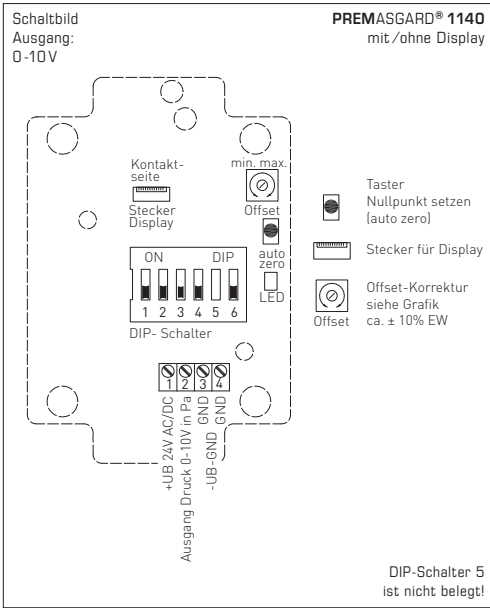 Schaltbild
Ausgang:
0-10 V
PREMASGARD® 1140
mit/ohne Display
Kontakt-
seite
Stecker
Display
min. max.
Offset
auto
zero
LED
ON DIP
1 2 3 4 5 6
DIP- Schalter
1 2 3 4
+UB 24V AC/DC
Ausgang Druck 0-10V in Pa
GND
-UB-GND
Taster
Nullpunkt setzen
(auto zero)
Stecker für Display
Offset
Offset-Korrektur
siehe Grafik
ca. ± 10% EW
DIP-Schalter 5
ist nicht belegt!